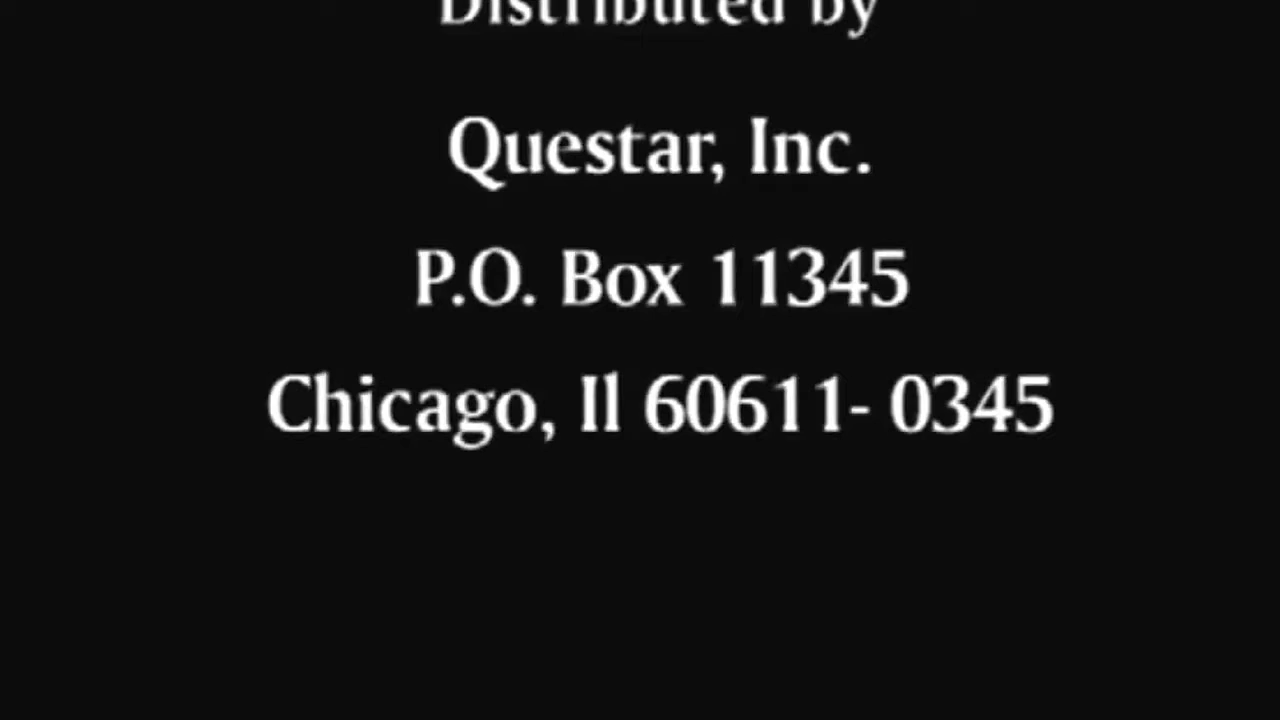 Distributed by
Questar, Inc.
P.O. Box 11345
Chicago, Il 60611- 0345